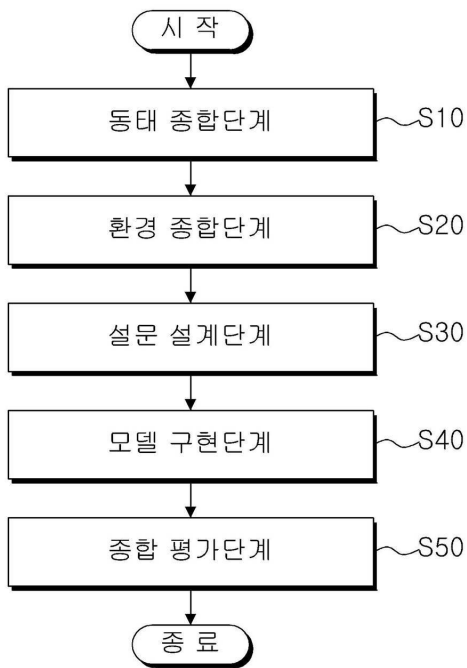 시 작
동태 종합단계 S10
환경 종합단계 S20
설문 설계단계 S30
모델 구현단계 S40
종합 평가단계 S50
종 료